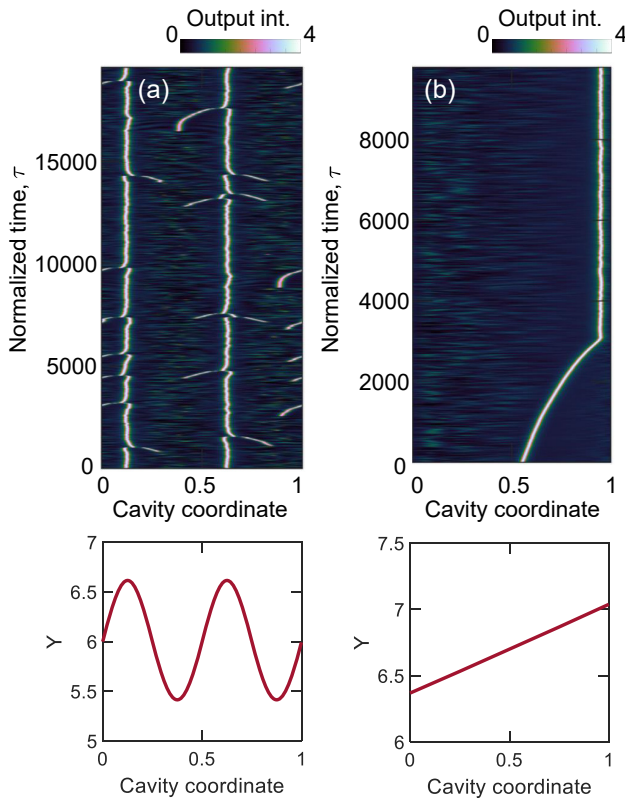 Output int.
0 4
Output int.
0 4
(a)
Normalized time, τ
15000
10000
5000
0
0 0.5 1
Cavity coordinate
(b)
Normalized time, τ
8000
6000
4000
2000
0
0 0.5 1
Cavity coordinate
7
6.5
6
5.5
5
Y
0 0.5 1
Cavity coordinate
7.5
7
6.5
6
Y
0 0.5 1
Cavity coordinate